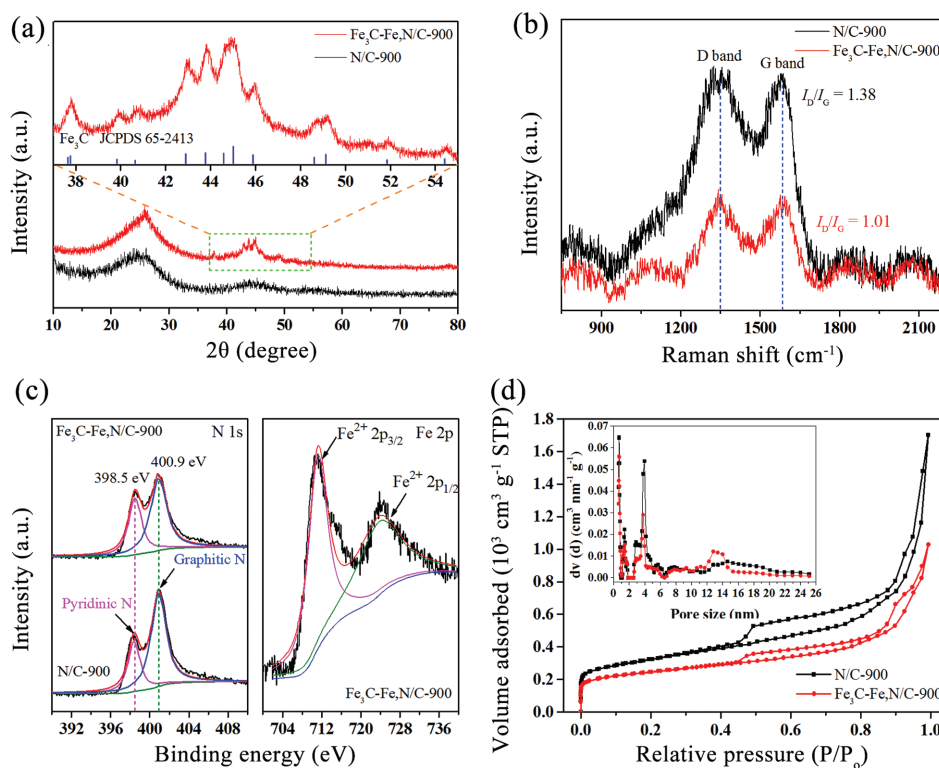 (a)
Fe₃C-Fe,N/C-900
N/C-900
Fe₃C JCPDS 65-2413
38 40 42 44 46 48 50 52 54
Intensity (a.u.)
10 20 30 40 50 60 70 80
2θ (degree)
(b)
N/C-900
Fe₃C-Fe,N/C-900
D band
G band
I_D/I_G = 1.38
I_D/I_G = 1.01
Intensity (a.u.)
900 1200 1500 1800 2100
Raman shift (cm⁻¹)
(c)
Fe₃C-Fe,N/C-900 N 1s
398.5 eV 400.9 eV
Graphitic N
Pyridinic N
N/C-900
392 396 400 404 408
Intensity (a.u.)
Fe²⁺ 2p₃/₂ Fe 2p
Fe²⁺ 2p₁/₂
Fe₃C-Fe,N/C-900
704 712 720 728 736
Binding energy (eV)
(d)
Volume adsorbed (10³ cm³ g⁻¹ STP)
1.8
1.6
1.4
1.2
1.0
0.8
0.6
0.4
0.2
0.0
0.0 0.2 0.4 0.6 0.8 1.0
Relative pressure (P/Pₒ)
dv (d) (cm³ nm⁻¹ g⁻¹)
0.07
0.06
0.05
0.04
0.03
0.02
0.01
0.00
0 2 4 6 8 10 12 14 16 18 20 22 24 26
Pore size (nm)
N/C-900
Fe₃C-Fe,N/C-900